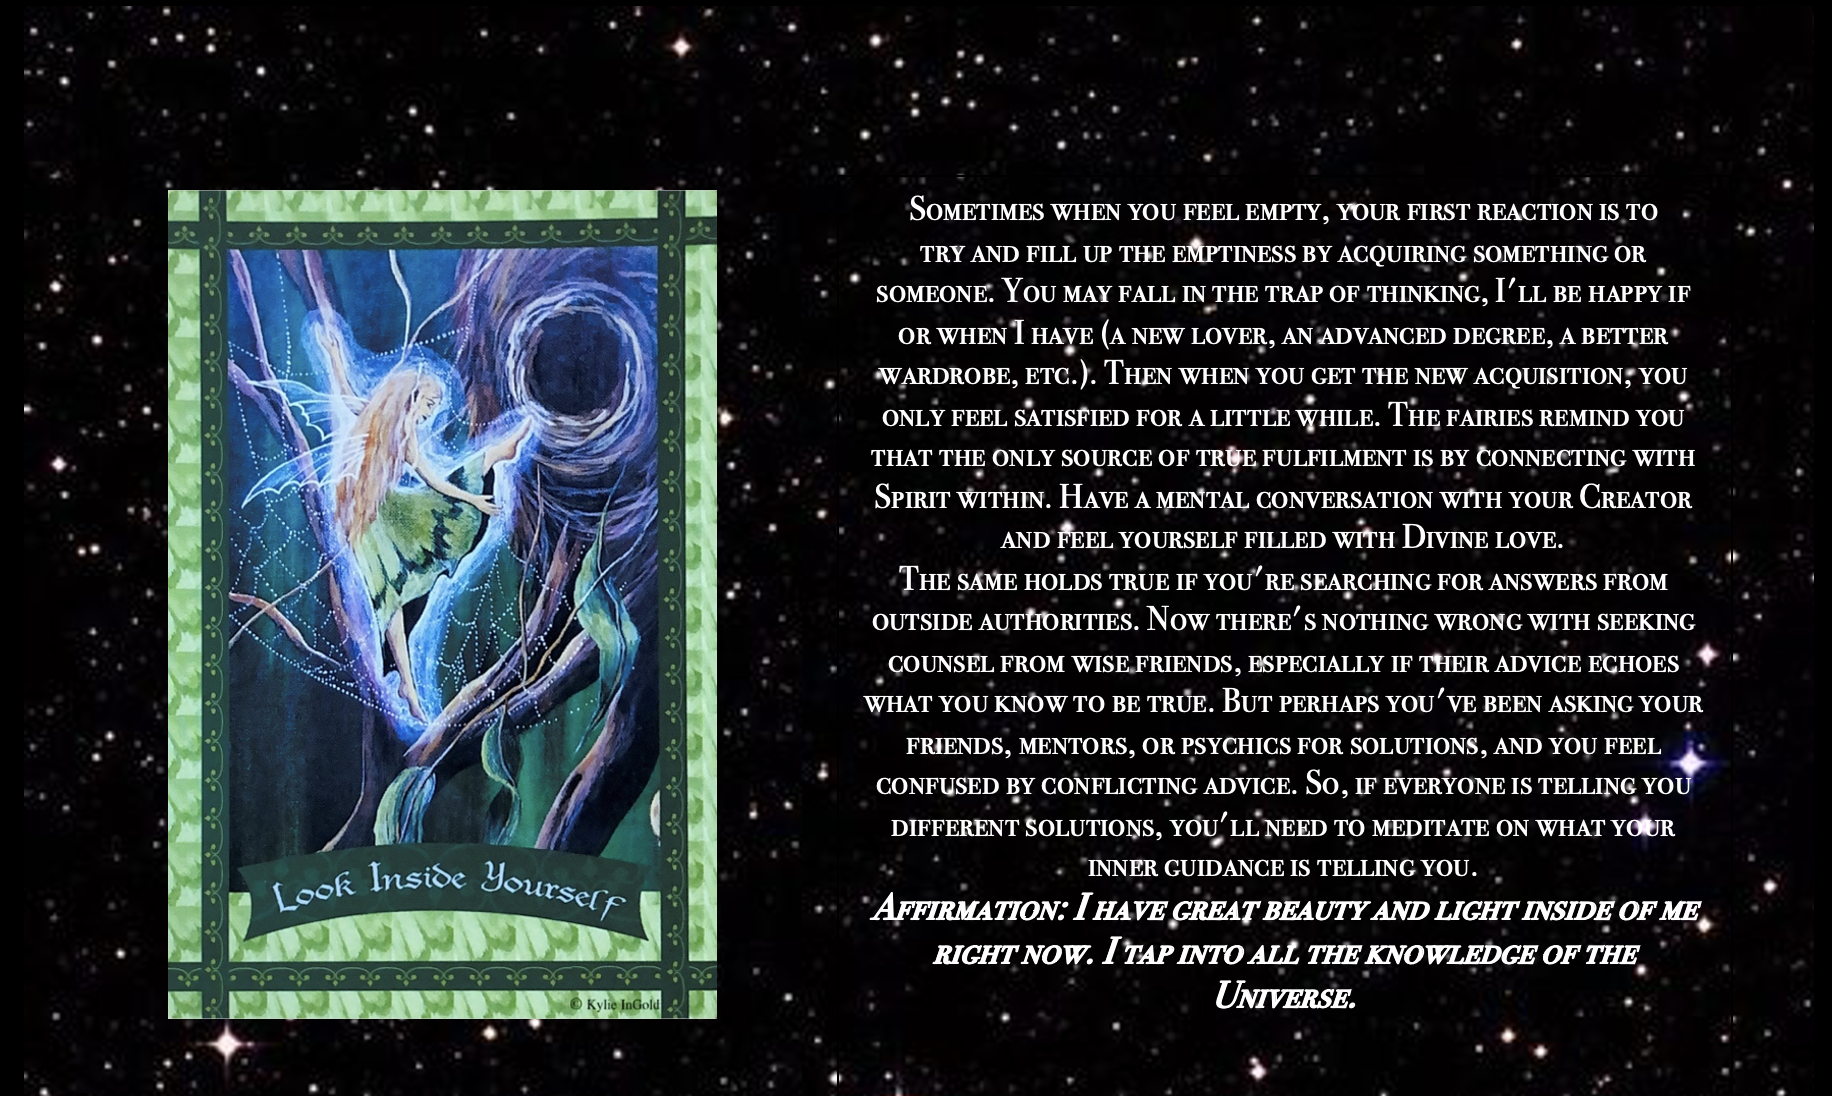 Look Inside Yourself
© Kylie InGold
Sometimes when you feel empty, your first reaction is to
try and fill up the emptiness by acquiring something or
someone. You may fall in the trap of thinking, I'll be happy if
or when I have (a new lover, an advanced degree, a better
wardrobe, etc.). Then when you get the new acquisition, you
only feel satisfied for a little while. The fairies remind you
that the only source of true fulfilment is by connecting with
Spirit within. Have a mental conversation with your Creator
and feel yourself filled with Divine love.
The same holds true if you're searching for answers from
outside authorities. Now there's nothing wrong with seeking
counsel from wise friends, especially if their advice echoes
what you know to be true. But perhaps you've been asking your
friends, mentors, or psychics for solutions, and you feel
confused by conflicting advice. So, if everyone is telling you
different solutions, you'll need to meditate on what your
inner guidance is telling you.
Affirmation: I have great beauty and light inside of me
right now. I tap into all the knowledge of the
Universe.